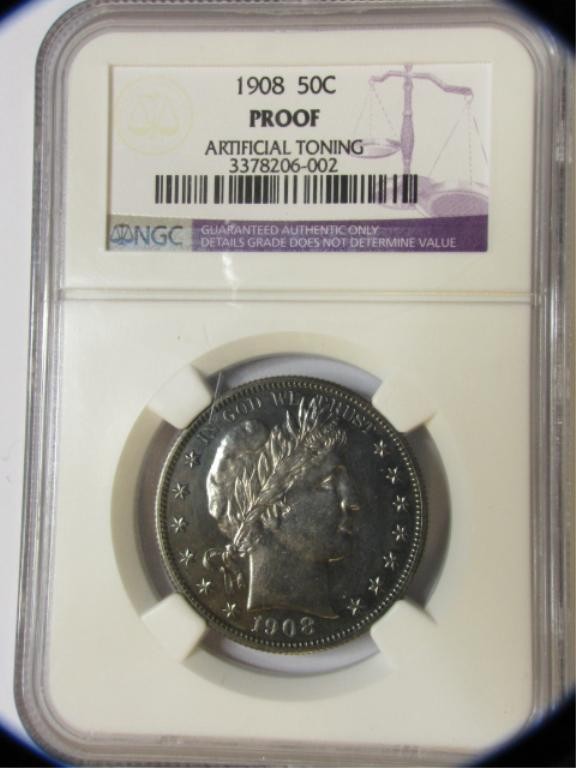 1908 50C
PROOF
ARTIFICIAL TONING
3378206-002
NGC
GUARANTEED AUTHENTIC ONLY
DETAILS GRADE DOES NOT DETERMINE VALUE
IN GOD WE TRUST
1908